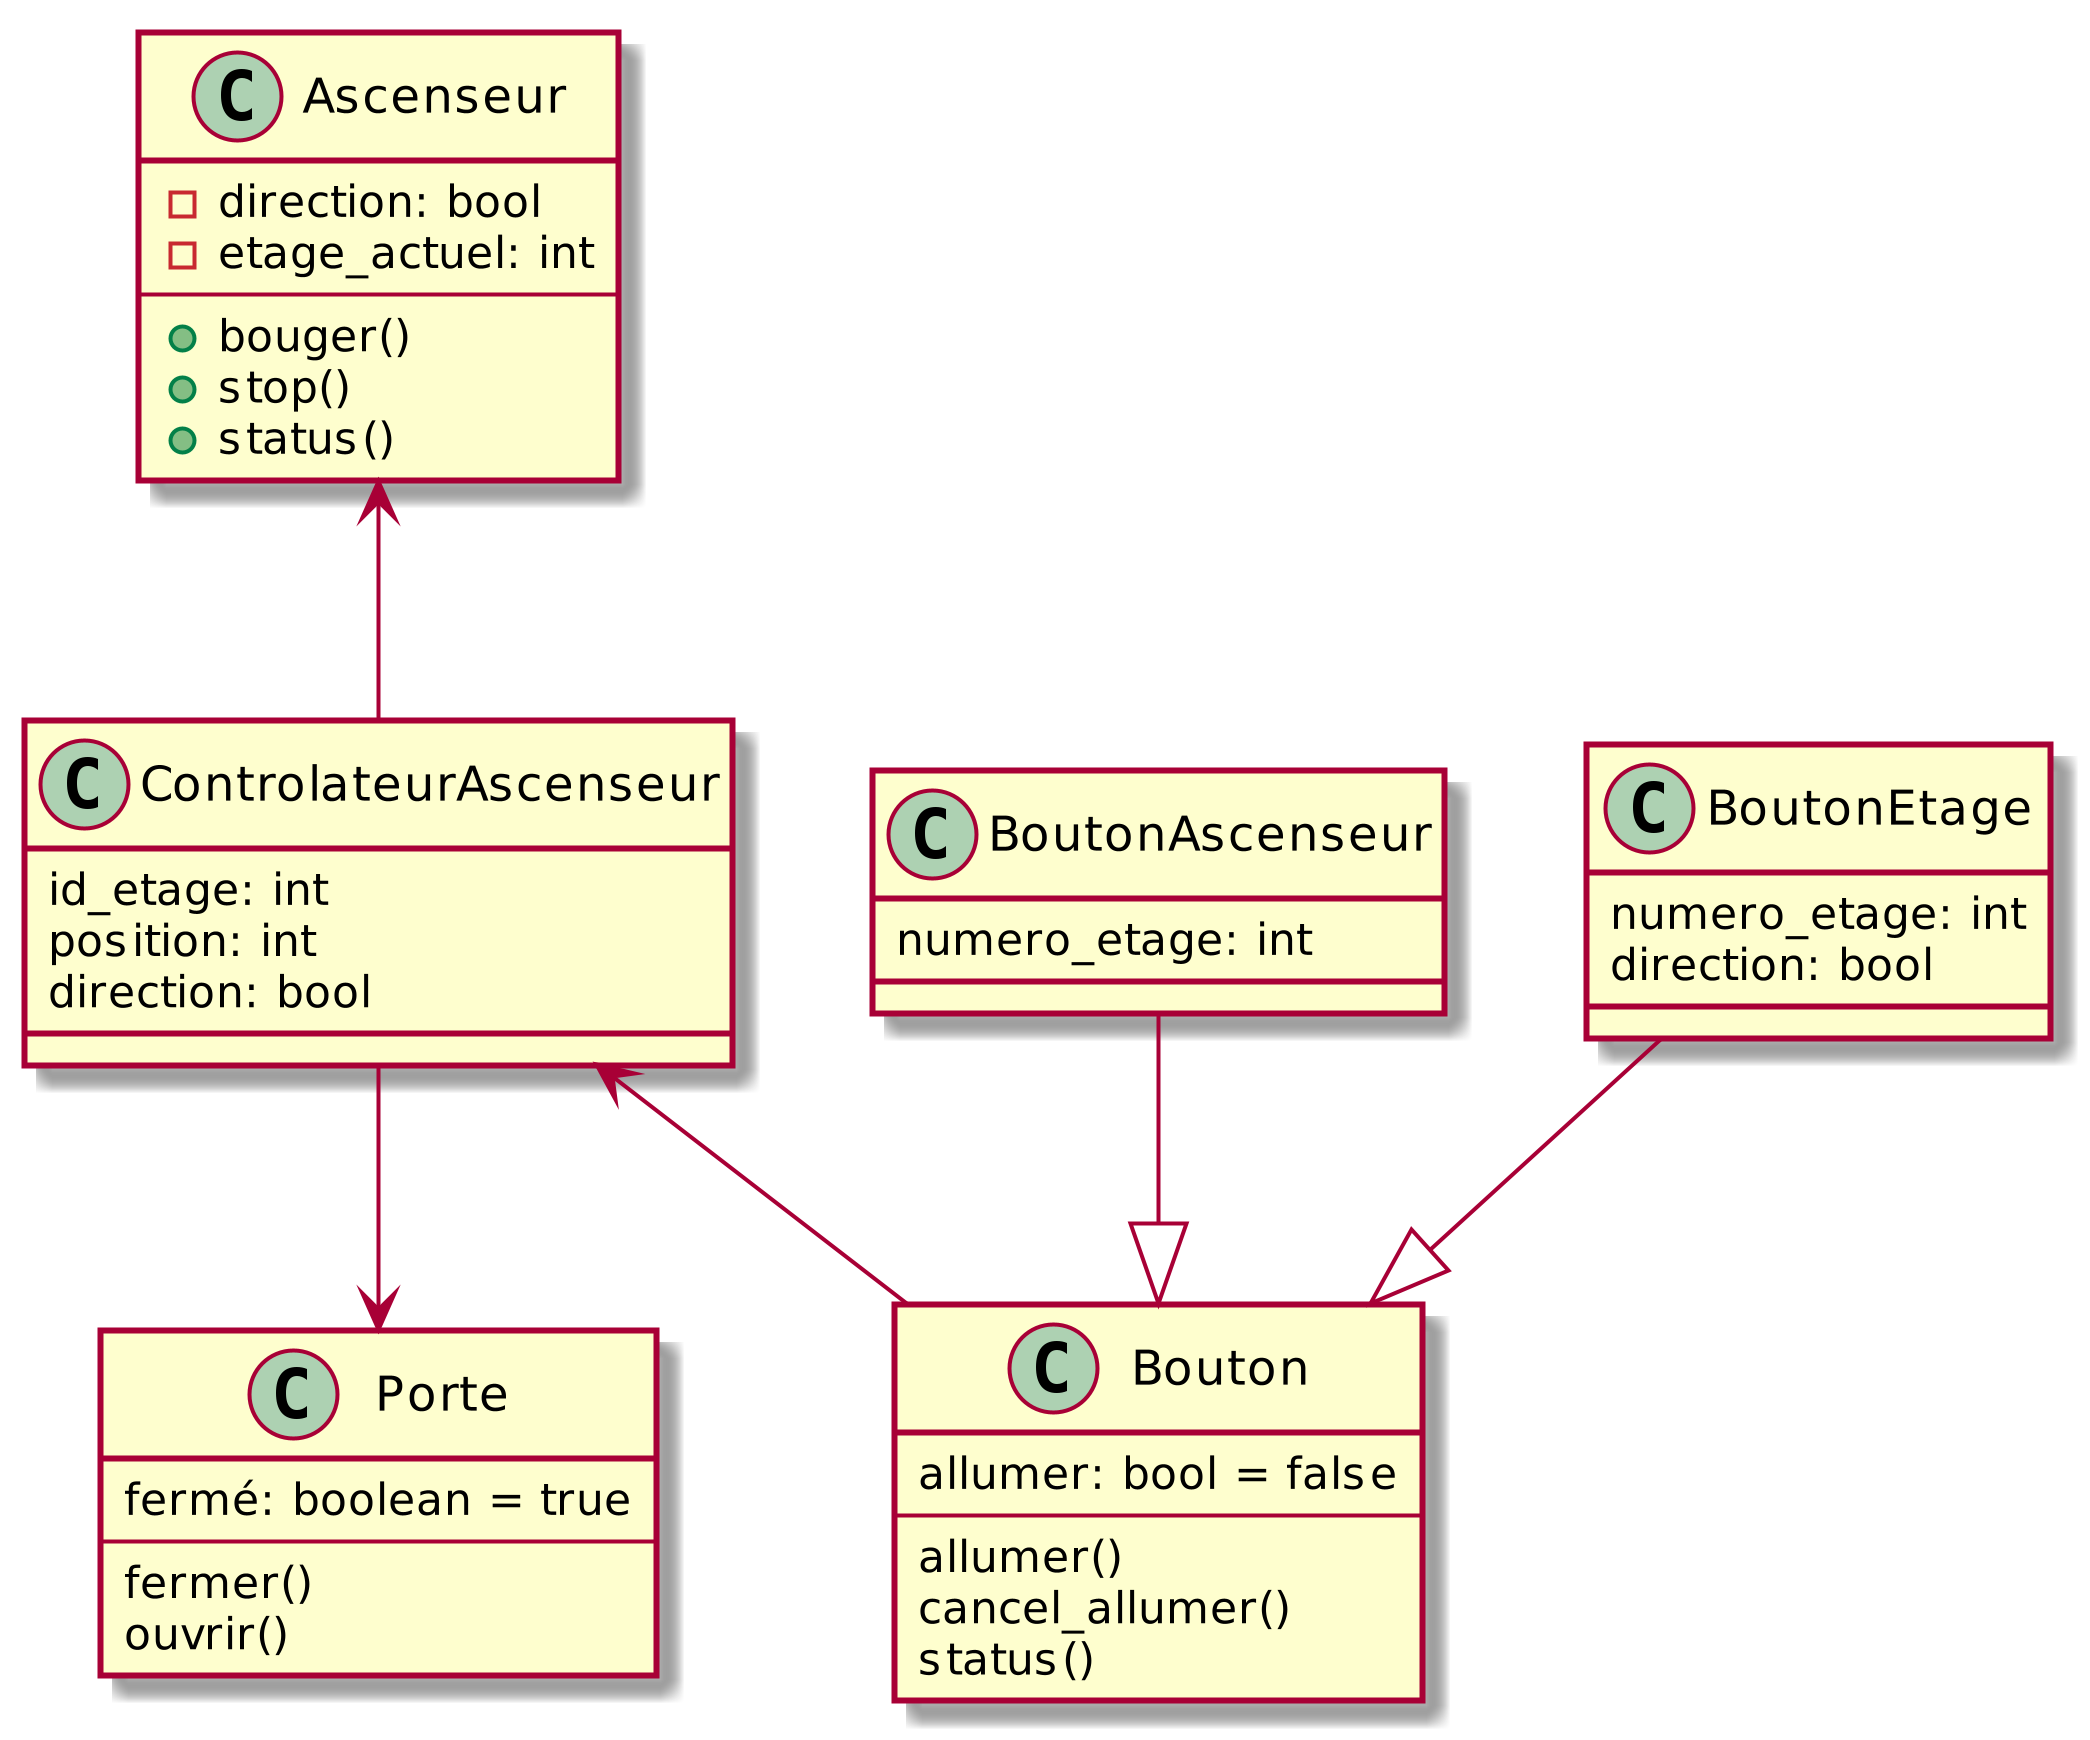 C Ascenseur
direction: bool
etage_actuel: int
bouger()
stop()
status()
C ControlateurAscenseur
id_etage: int
position: int
direction: bool
C BoutonAscenseur
numero_etage: int
C BoutonEtage
numero_etage: int
direction: bool
C Porte
fermé: boolean = true
fermer()
ouvrir()
C Bouton
allumer: bool = false
allumer()
cancel_allumer()
status()